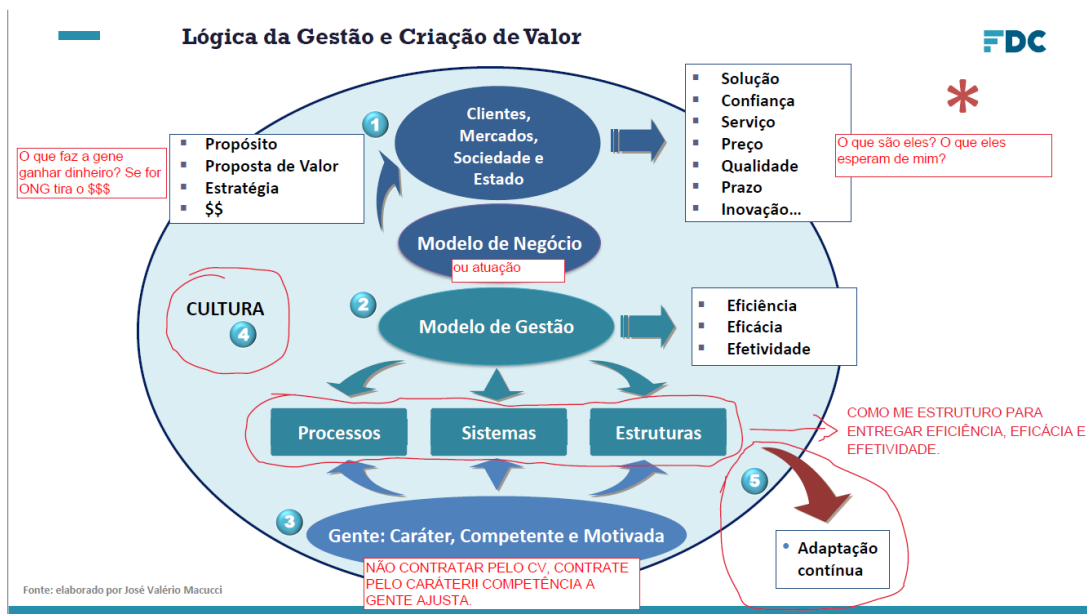 Lógica da Gestão e Criação de Valor
FDC
1
Clientes,
Mercados,
Sociedade e
Estado
▪ Solução
▪ Confiança
▪ Serviço
▪ Preço
▪ Qualidade
▪ Prazo
▪ Inovação...
*
O que são eles? O que eles
esperam de mim?
O que faz a gene
ganhar dinheiro? Se for
ONG tira o $$$
▪ Propósito
▪ Proposta de Valor
▪ Estratégia
▪ $$
Modelo de Negócio
ou atuação
CULTURA
4
2
Modelo de Gestão
▪ Eficiência
▪ Eficácia
▪ Efetividade
Processos
Sistemas
Estruturas
COMO ME ESTRUTURO PARA
ENTREGAR EFICIÊNCIA, EFICÁCIA E
EFETIVIDADE.
5
3
Gente: Caráter, Competente e Motivada
NÃO CONTRATAR PELO CV, CONTRATE
PELO CARÁTER!! COMPETÊNCIA A
GENTE AJUSTA.
• Adaptação
contínua
Fonte: elaborado por José Valério Macucci